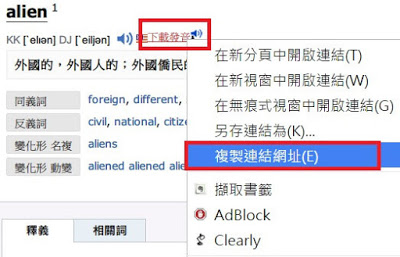 alien 1
KK [ˋelɪən] DJ [ˋeiljən] 下載發音
外國的，外國人的；外國僑民的
同義詞 foreign, different,
反義詞 civil, national, citize
變化形 名複 aliens
變化形 動變 aliened aliened alie
釋義 相關詞
在新分頁中開啟連結(T)
在新視窗中開啟連結(W)
在無痕式視窗中開啟連結(G)
另存連結為(K)...
複製連結網址(E)
擷取書籤
AdBlock
Clearly